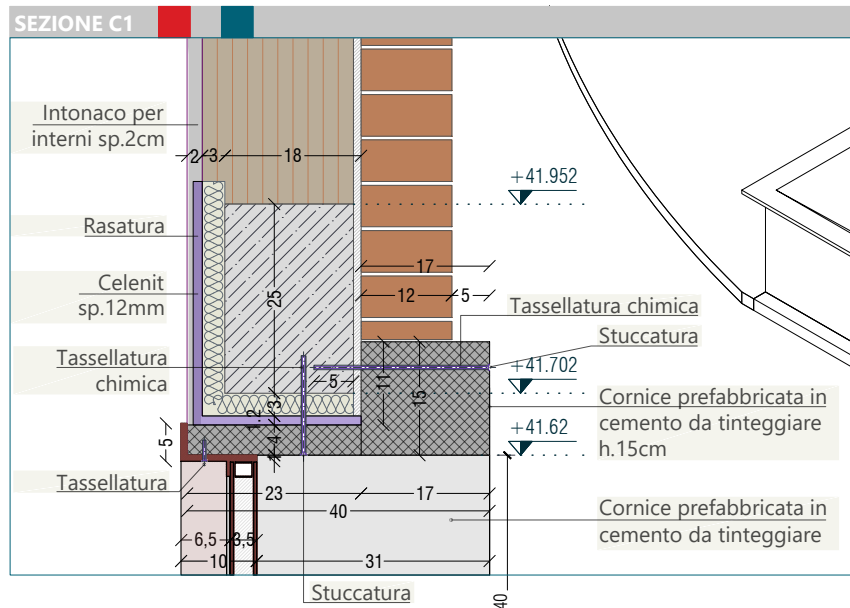 SEZIONE C1
Intonaco per
interni sp.2cm
2
3
18
+41.952
Rasatura
17
Celenit
sp.12mm
25
12
5
Tassellatura chimica
Stuccatura
Tassellatura
chimica
5
11
15
+41.702
Cornice prefabbricata in
cemento da tinteggiare
h.15cm
3
1.2
+41.62
5
4
Tassellatura
23
17
40
Cornice prefabbricata in
cemento da tinteggiare
6,5
3,5
10
31
Stuccatura
40